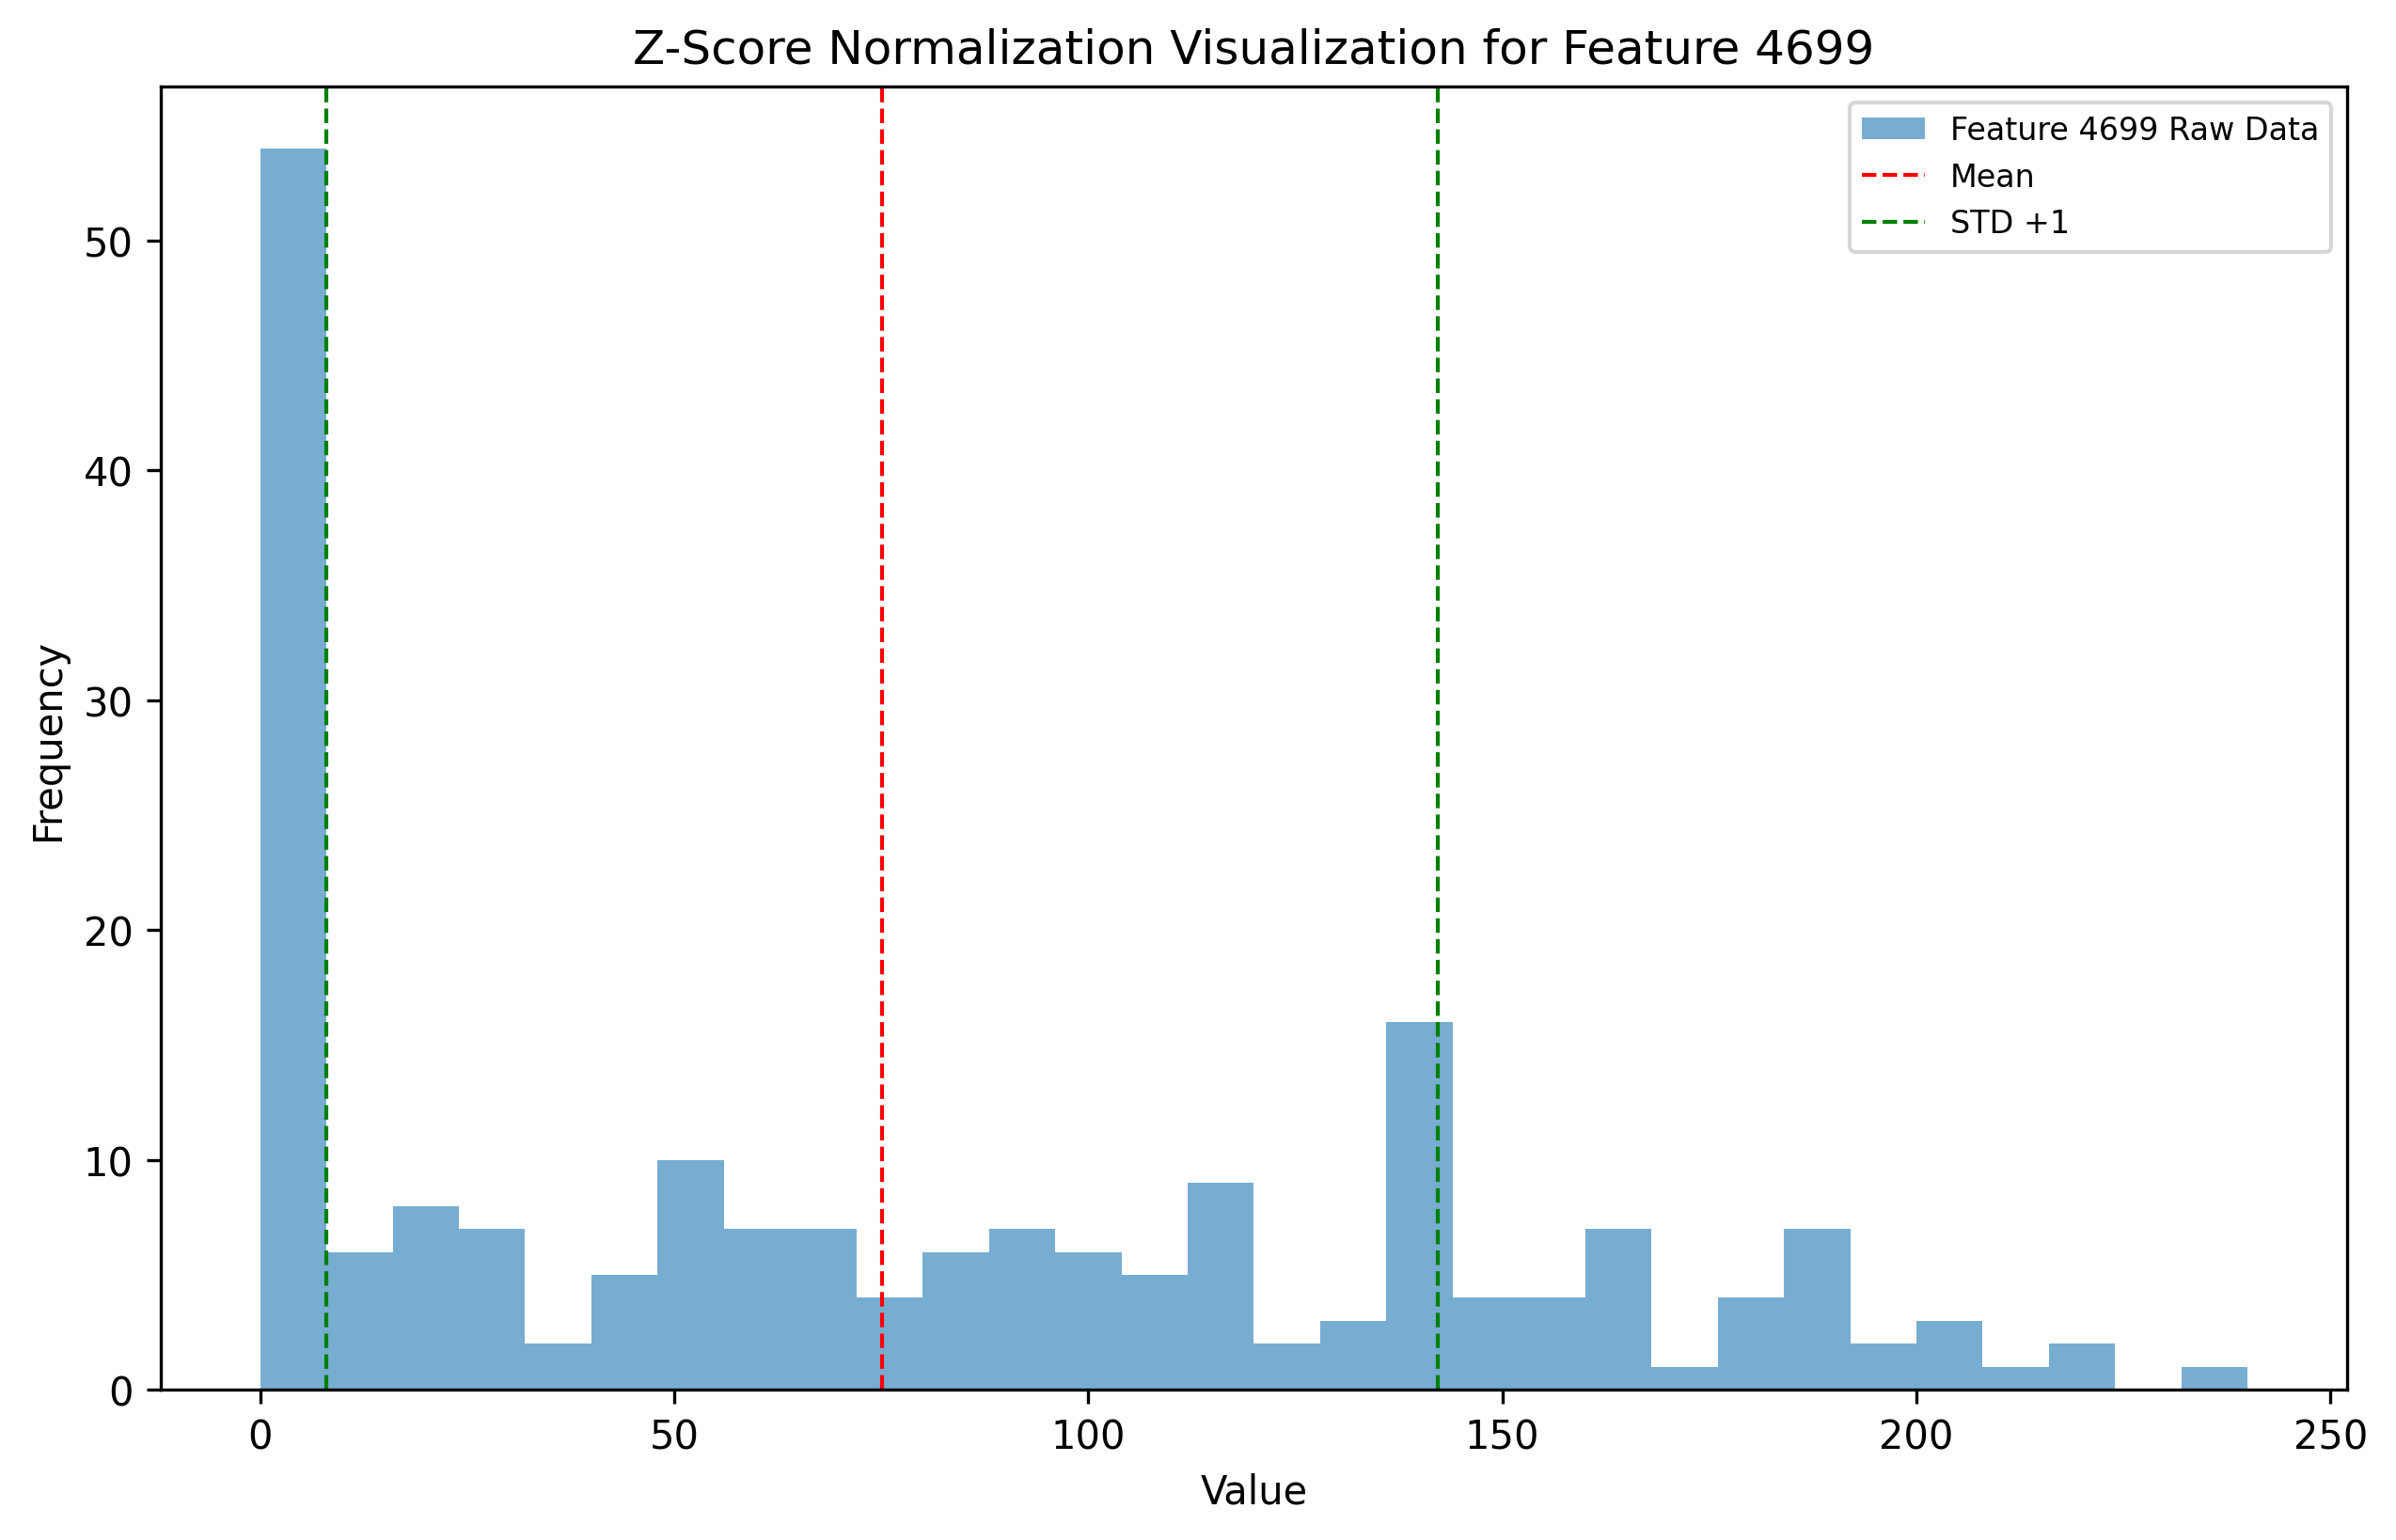 Z-Score Normalization Visualization for Feature 4699
Feature 4699 Raw Data
Mean
STD +1
Frequency
50
40
30
20
10
0
0 50 100 150 200 250
Value